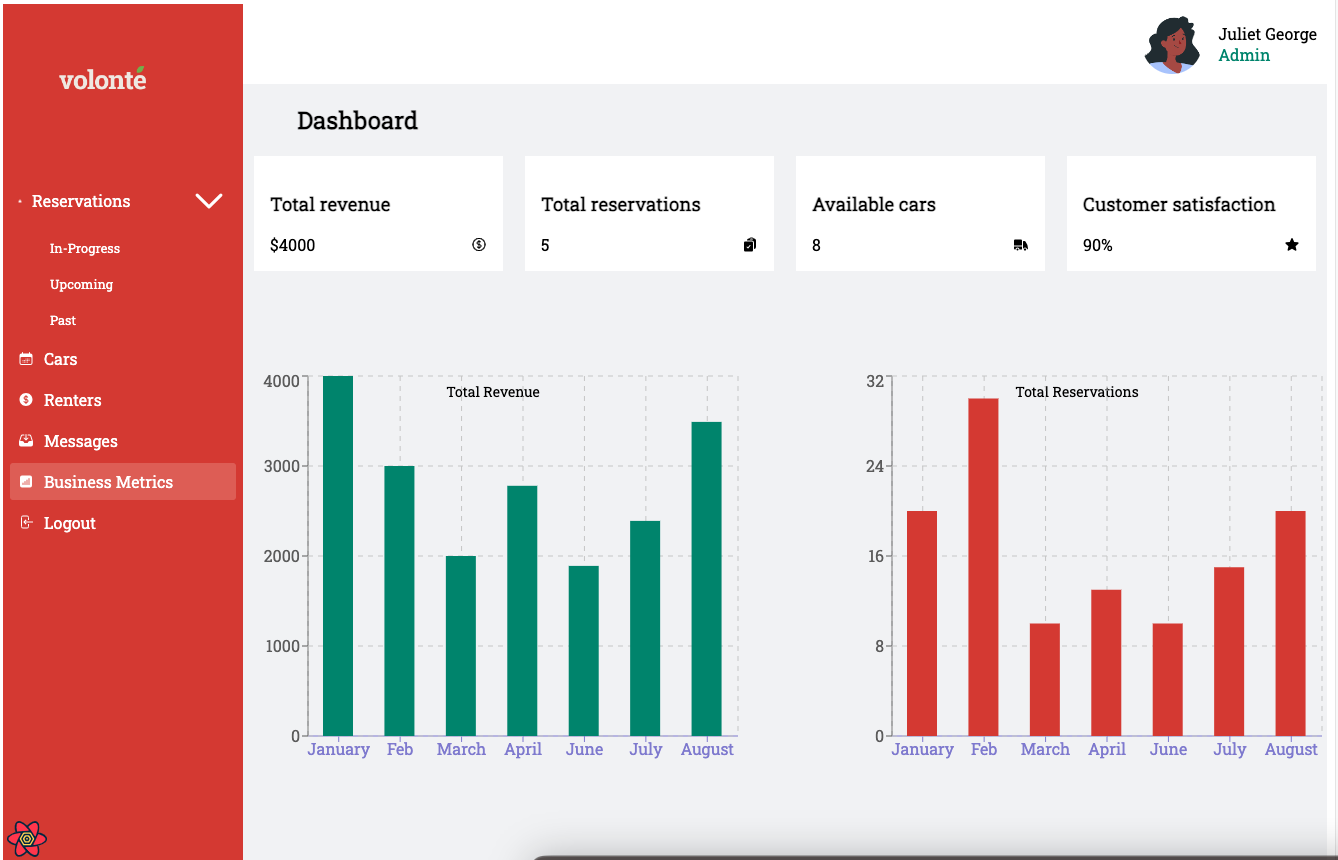 volonté
Juliet George
Admin
Reservations
In-Progress
Upcoming
Past
Cars
Renters
Messages
Business Metrics
Logout
Dashboard
Total revenue
$4000
Total reservations
5
Available cars
8
Customer satisfaction
90%
Total Revenue
4000
3000
2000
1000
0
January Feb March April June July August
Total Reservations
32
24
16
8
0
January Feb March April June July August